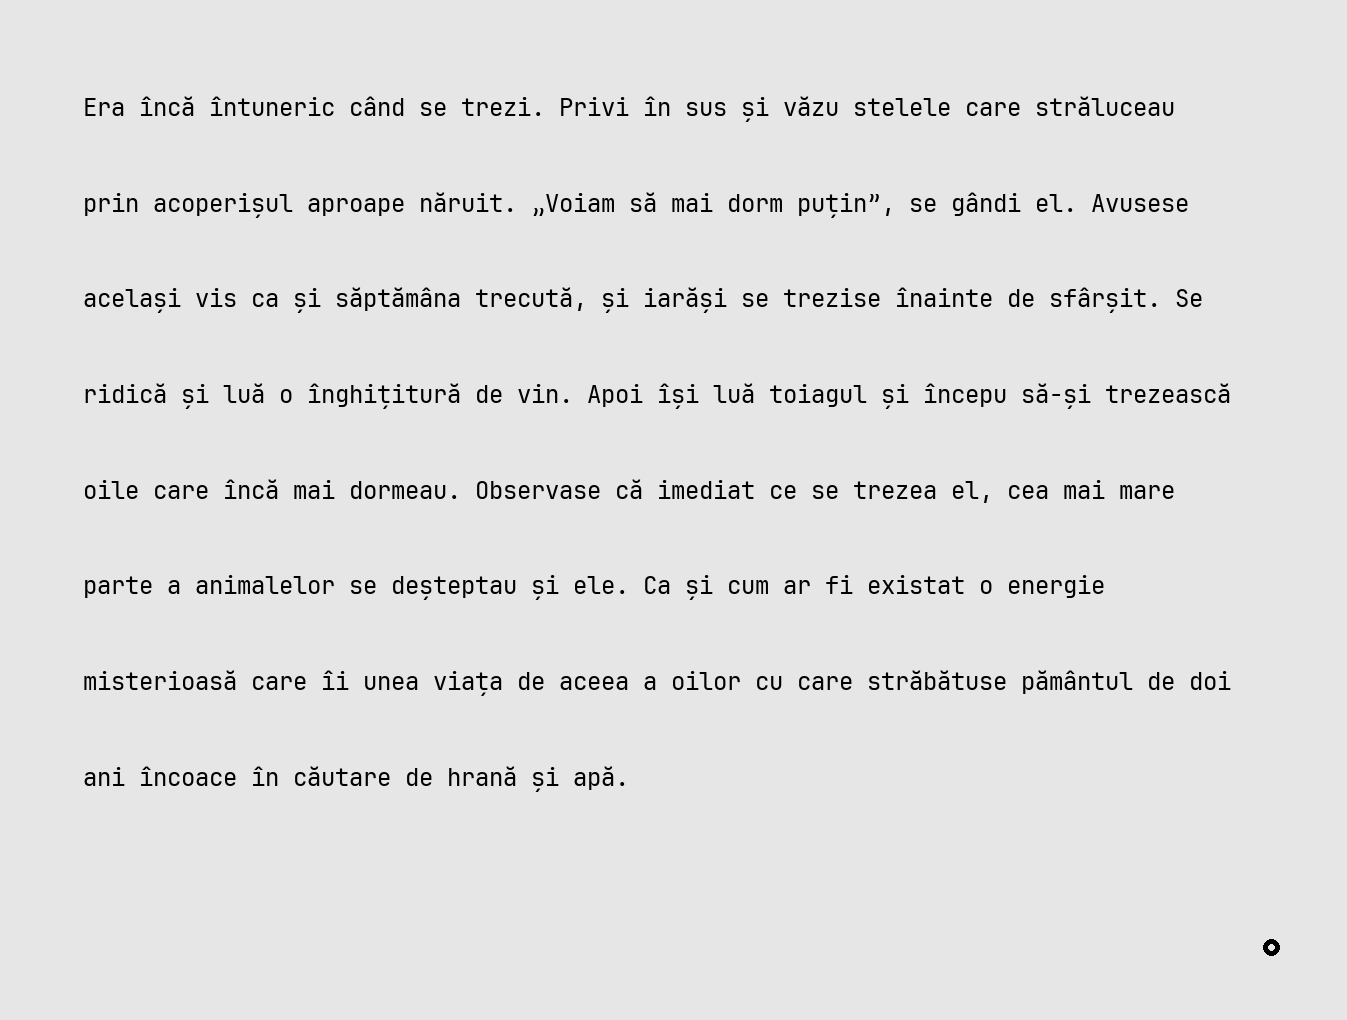 Era încă întuneric când se trezi. Privi în sus și văzu stelele care străluceau
prin acoperișul aproape năruit. „Voiam să mai dorm puțin”, se gândi el. Avusese
același vis ca și săptămâna trecută, și iarăși se trezise înainte de sfârșit. Se
ridică și luă o înghițitură de vin. Apoi își luă toiagul și începu să-și trezească
oile care încă mai dormeau. Observase că imediat ce se trezea el, cea mai mare
parte a animalelor se deșteptau și ele. Ca și cum ar fi existat o energie
misterioasă care îi unea viața de aceea a oilor cu care străbătuse pământul de doi
ani încoace în căutare de hrană și apă.